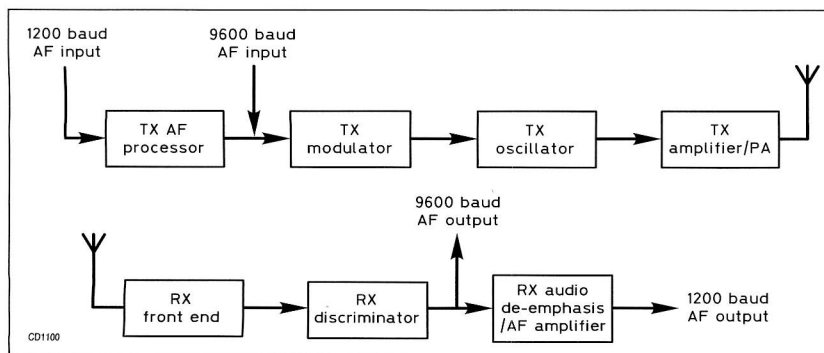 1200 baud
AF input
9600 baud
AF input
TX AF
processor
TX
modulator
TX
oscillator
TX
amplifier/PA
9600 baud
AF output
RX
front end
RX
discriminator
RX audio
de-emphasis
/AF amplifier
1200 baud
AF output
CD1100